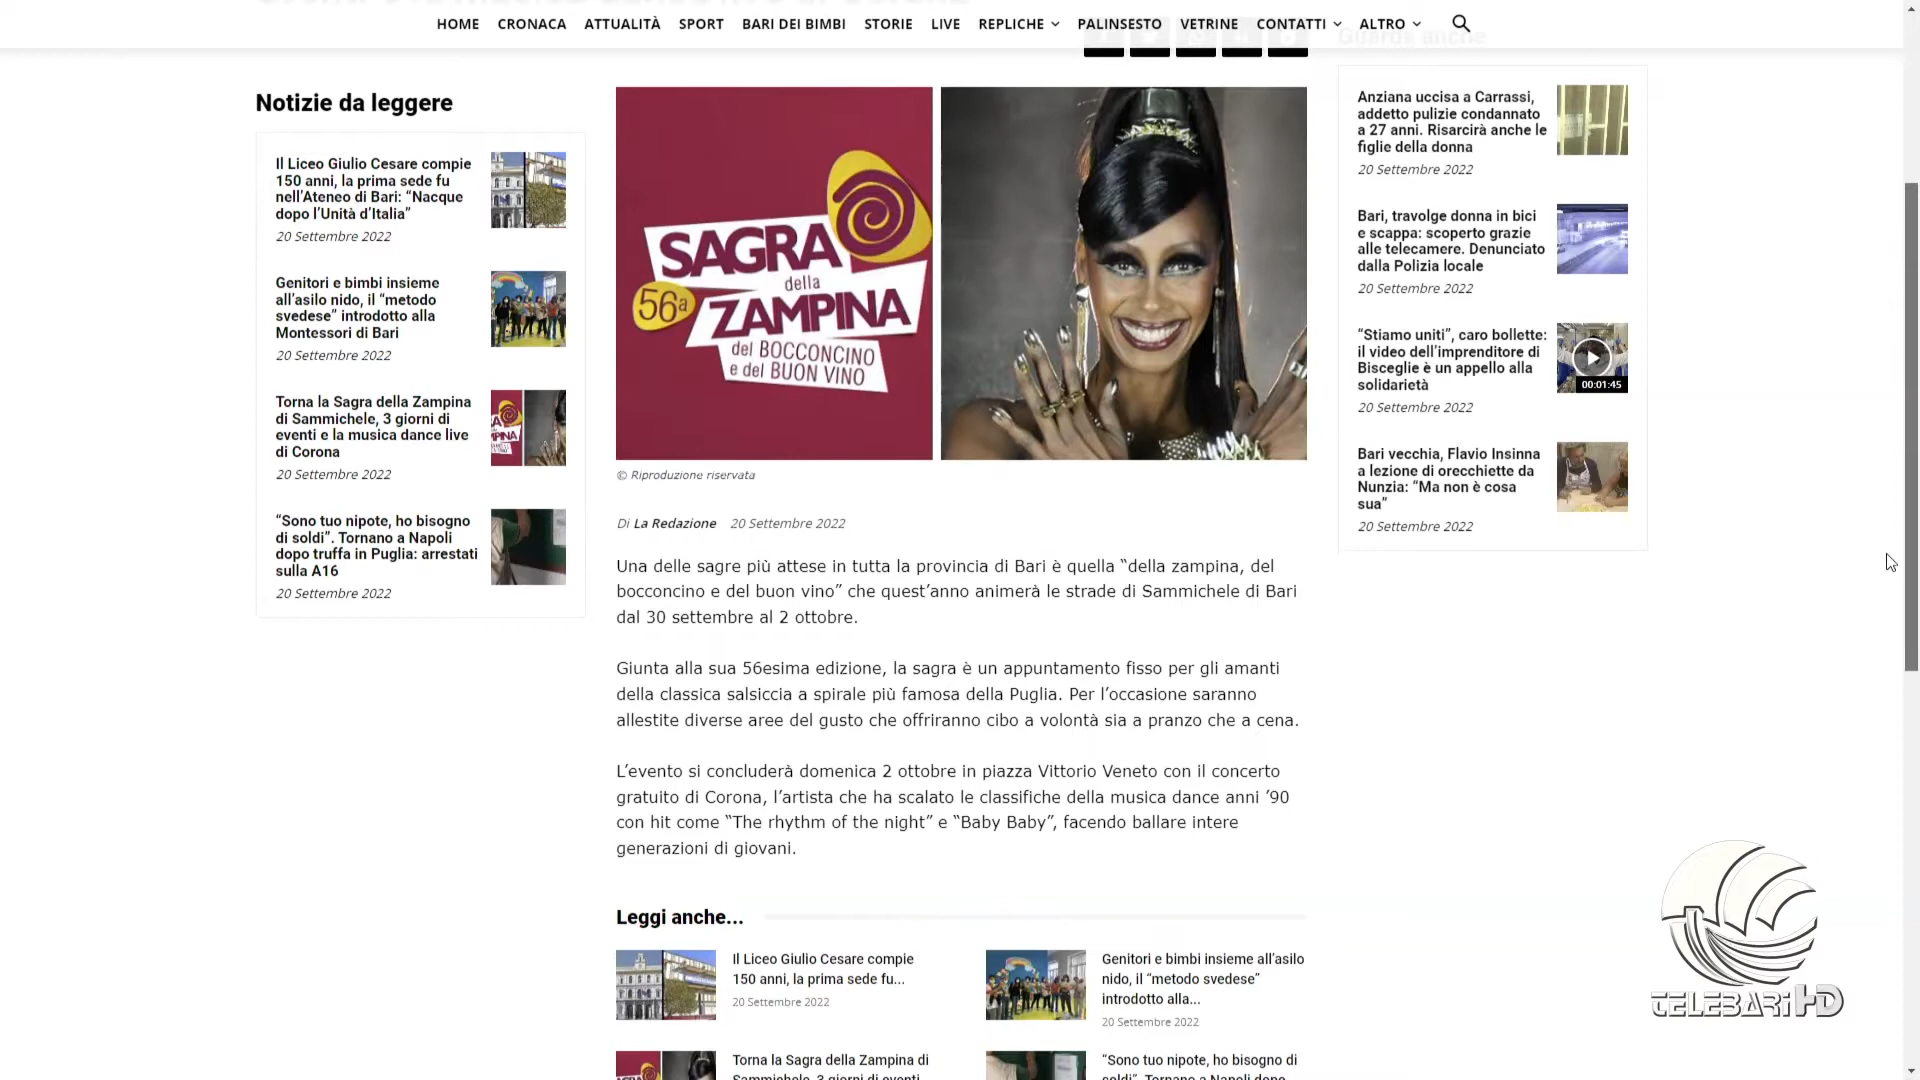 HOME CRONACA ATTUALITÀ SPORT BARI DEI BIMBI STORIE LIVE REPLICHE PALINSESTO VETRINE CONTATTI ALTRO
Guarda anche
Notizie da leggere
Il Liceo Giulio Cesare compie
150 anni, la prima sede fu
nell'Ateneo di Bari: “Nacque
dopo l'Unità d'Italia”
20 Settembre 2022
Genitori e bimbi insieme
all'asilo nido, il “metodo
svedese” introdotto alla
Montessori di Bari
20 Settembre 2022
Torna la Sagra della Zampina
di Sammichele, 3 giorni di
eventi e la musica dance live
di Corona
20 Settembre 2022
“Sono tuo nipote, ho bisogno
di soldi”. Tornano a Napoli
dopo truffa in Puglia: arrestati
sulla A16
20 Settembre 2022
SAGRA
della
56a
ZAMPINA
del BOCCONCINO
e del BUON VINO
© Riproduzione riservata
Di La Redazione 20 Settembre 2022
Una delle sagre più attese in tutta la provincia di Bari è quella “della zampina, del
bocconcino e del buon vino” che quest'anno animerà le strade di Sammichele di Bari
dal 30 settembre al 2 ottobre.
Giunta alla sua 56esima edizione, la sagra è un appuntamento fisso per gli amanti
della classica salsiccia a spirale più famosa della Puglia. Per l'occasione saranno
allestite diverse aree del gusto che offriranno cibo a volontà sia a pranzo che a cena.
L'evento si concluderà domenica 2 ottobre in piazza Vittorio Veneto con il concerto
gratuito di Corona, l'artista che ha scalato le classifiche della musica dance anni '90
con hit come “The rhythm of the night” e “Baby Baby”, facendo ballare intere
generazioni di giovani.
Leggi anche...
Il Liceo Giulio Cesare compie
150 anni, la prima sede fu...
20 Settembre 2022
Genitori e bimbi insieme all'asilo
nido, il “metodo svedese”
introdotto alla...
20 Settembre 2022
Torna la Sagra della Zampina di
Sammichele, 3 giorni di eventi
“Sono tuo nipote, ho bisogno di
soldi”. Tornano a Napoli dopo
Anziana uccisa a Carrassi,
addetto pulizie condannato
a 27 anni. Risarcirà anche le
figlie della donna
20 Settembre 2022
Bari, travolge donna in bici
e scappa: scoperto grazie
alle telecamere. Denunciato
dalla Polizia locale
20 Settembre 2022
“Stiamo uniti”, caro bollette:
il video dell'imprenditore di
Bisceglie è un appello alla
solidarietà
00:01:45
20 Settembre 2022
Bari vecchia, Flavio Insinna
a lezione di orecchiette da
Nunzia: “Ma non è cosa
sua”
20 Settembre 2022
TELEBARI HD